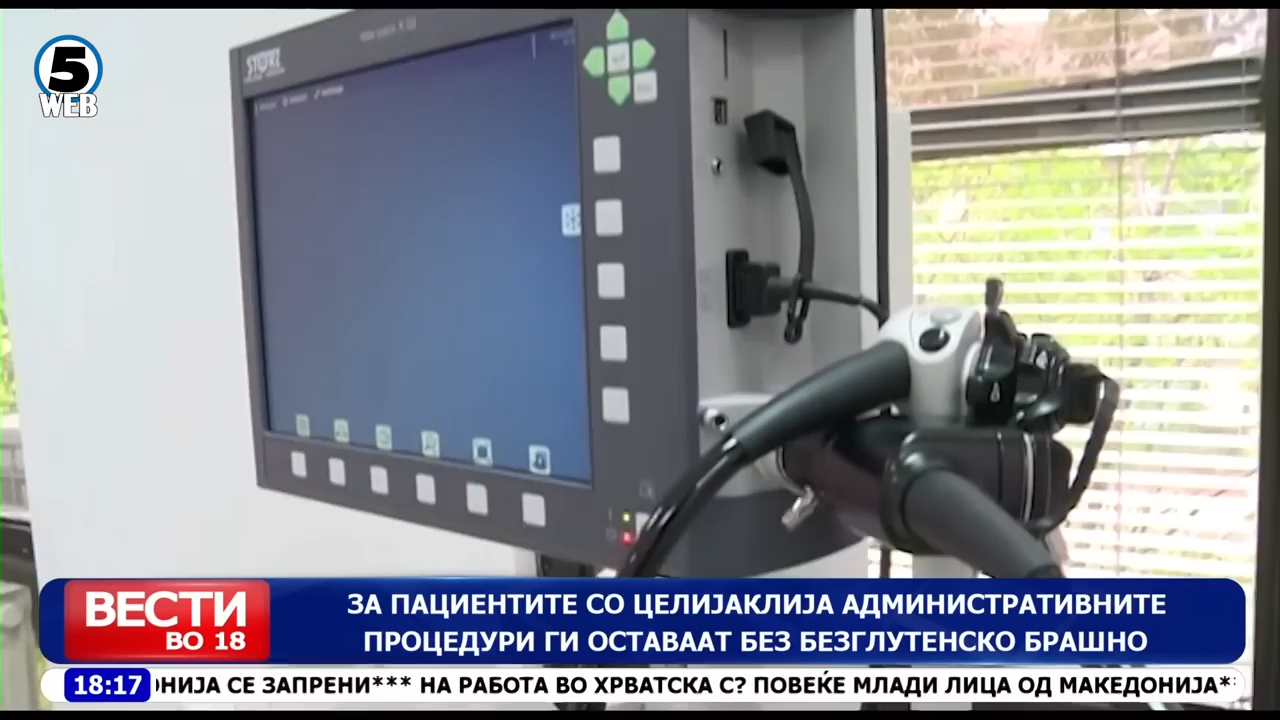 5
WEB
STORZ
ВЕСТИ
ВО 18
ЗА ПАЦИЕНТИТЕ СО ЦЕЛИЈАКЛИЈА АДМИНИСТРАТИВНИТЕ
ПРОЦЕДУРИ ГИ ОСТАВААТ БЕЗ БЕЗГЛУТЕНСКО БРАШНО
18:17
ОНИЈА СЕ ЗАПРЕНИ*** НА РАБОТА ВО ХРВАТСКА С? ПОВЕЌЕ МЛАДИ ЛИЦА ОД МАКЕДОНИЈА*